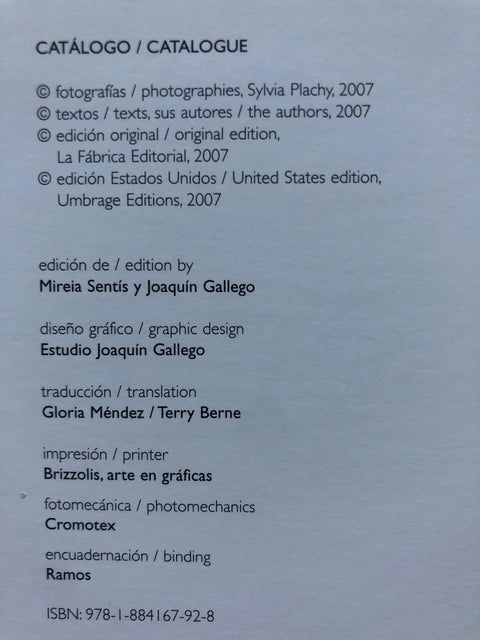 CATÁLOGO / CATALOGUE
© fotografías / photographies, Sylvia Plachy, 2007
© textos / texts, sus autores / the authors, 2007
© edición original / original edition,
La Fábrica Editorial, 2007
© edición Estados Unidos / United States edition,
Umbrage Editions, 2007
edición de / edition by
Mireia Sentís y Joaquín Gallego
diseño gráfico / graphic design
Estudio Joaquín Gallego
traducción / translation
Gloria Méndez / Terry Berne
impresión / printer
Brizzolis, arte en gráficas
fotomecánica / photomechanics
Cromotex
encuadernación / binding
Ramos
ISBN: 978-1-884167-92-8